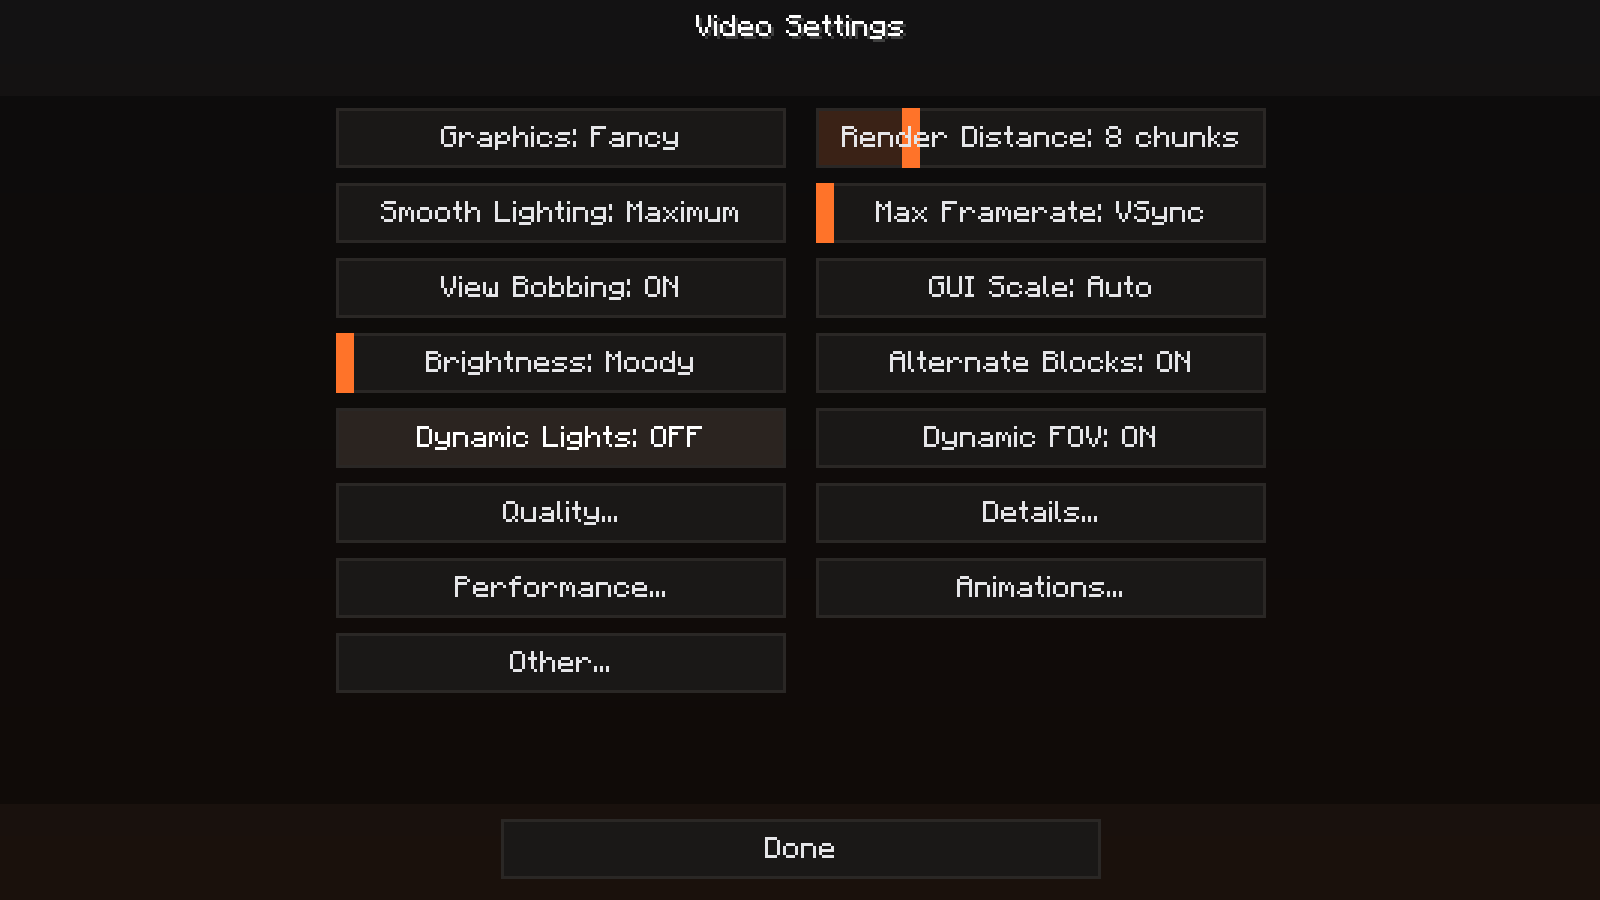 Video Settings
Graphics: Fancy
Render Distance: 8 chunks
Smooth Lighting: Maximum
Max Framerate: VSync
View Bobbing: ON
GUI Scale: Auto
Brightness: Moody
Alternate Blocks: ON
Dynamic Lights: OFF
Dynamic FOV: ON
Quality...
Details...
Performance...
Animations...
Other...
Done